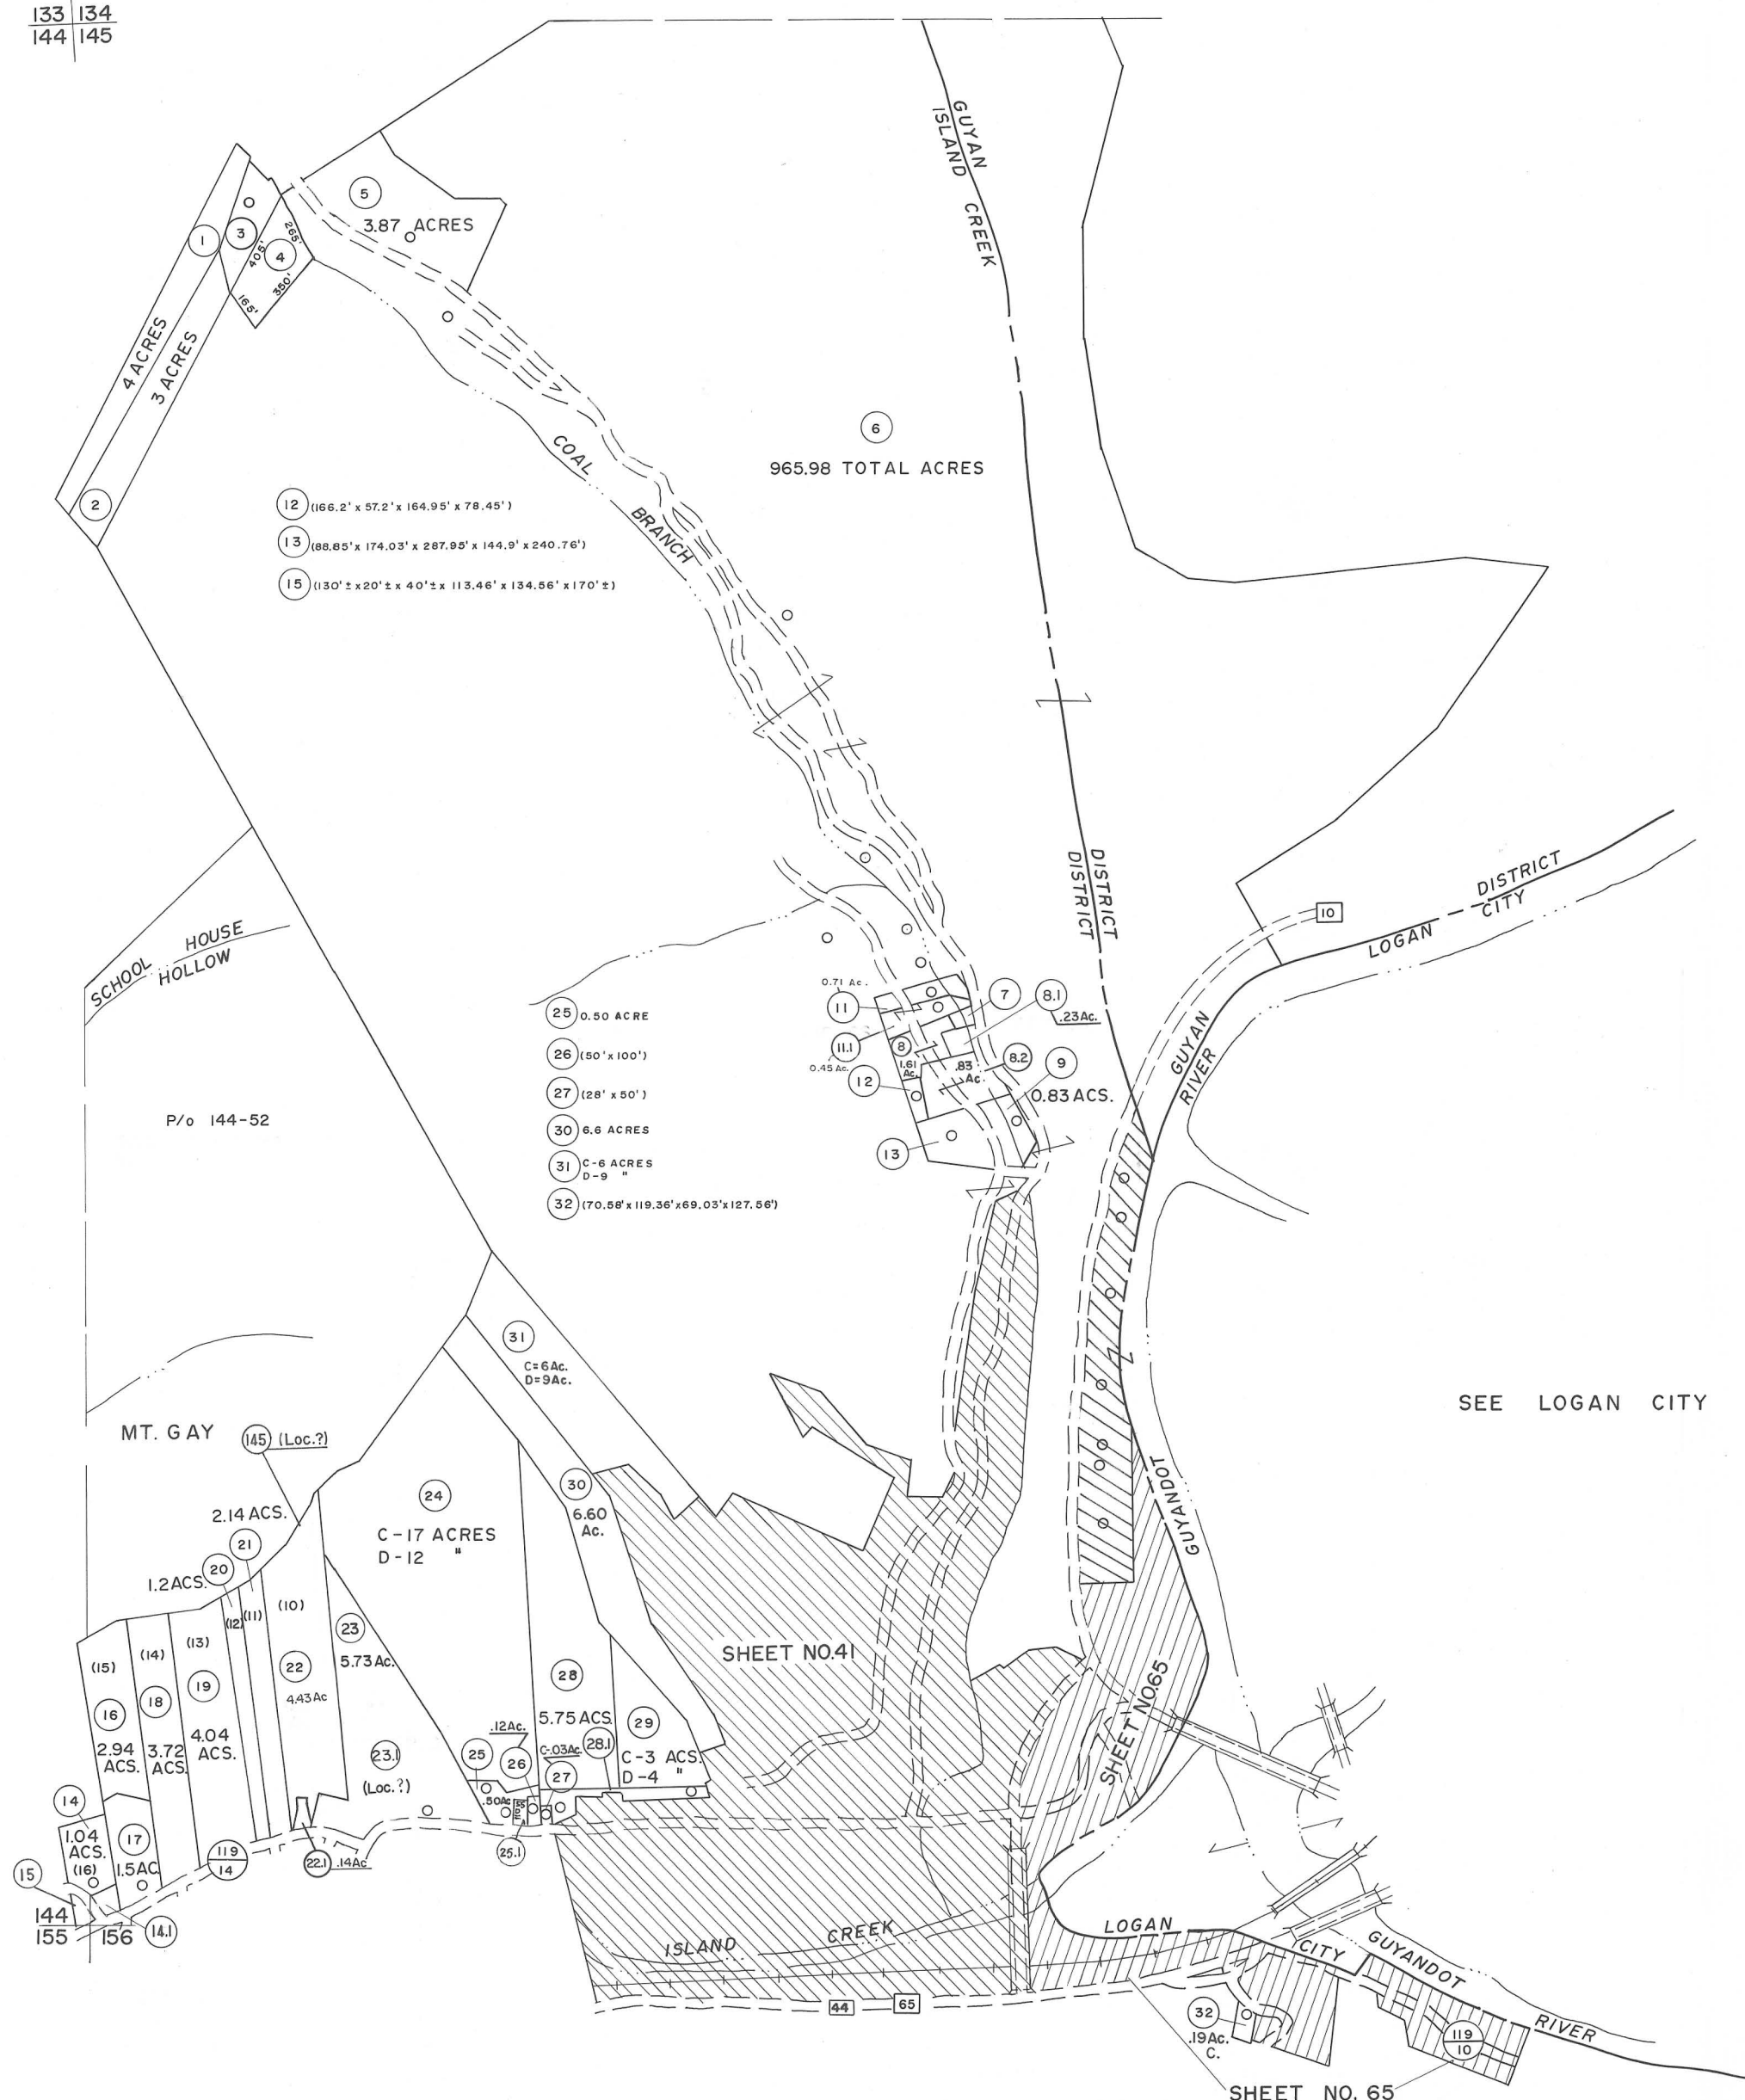 133 134
144 145
GUYAN
ISLAND CREEK
5
3.87 ACRES
1
3
4
265'
405'
350'
165'
4 ACRES
3 ACRES
2
COAL
BRANCH
6
965.98 TOTAL ACRES
12 (166.2' x 57.2' x 164.95' x 78.45')
13 (88.85' x 174.03' x 287.95' x 144.9' x 240.76')
15 (130' ± x 20' ± x 40' ± x 113.46' x 134.56' x 170' ±)
DISTRICT
DISTRICT
DISTRICT
CITY
LOGAN
10
SCHOOL HOUSE
HOLLOW
GUYAN
RIVER
0.71 Ac.
11
7
8.1
.23Ac.
11.1
0.45 Ac.
8
1.61
Ac.
.83
Ac.
8.2
9
0.83 ACS.
12
13
25 0.50 ACRE
26 (50' x 100')
27 (28' x 50')
30 6.6 ACRES
31 C-6 ACRES
D-9 "
32 (70.58' x 119.36' x 69.03' x 127.56')
P/o 144-52
31
C=6Ac.
D=9Ac.
SEE LOGAN CITY
MT. GAY
145 (Loc.?)
24
C-17 ACRES
D-12 "
30
6.60
Ac.
GUYANDOT
2.14 ACS.
21
1.2 ACS.
20
(12)
(11)
(10)
(13)
(14)
(15)
23
5.73 Ac.
22
4.43 Ac
19
4.04
ACS.
18
3.72
ACS.
16
2.94
ACS.
SHEET NO.41
SHEET NO.65
28
5.75 ACS.
29
C-3 ACS.
D-4 "
28.1
.12Ac.
C-.03Ac.
25
26
27
.50Ac
25.1
23.1
(Loc.?)
14
1.04
ACS.
(16)
17
1.5AC.
119
14
22.1 .14Ac
15
144
155 156
14.1
ISLAND CREEK
LOGAN
CITY
GUYANDOT
RIVER
44 65
32
.19Ac.
C.
119
10
SHEET NO. 65